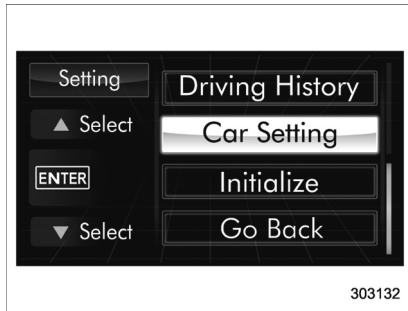 Setting
▲ Select
ENTER
▼ Select
Driving History
Car Setting
Initialize
Go Back
303132